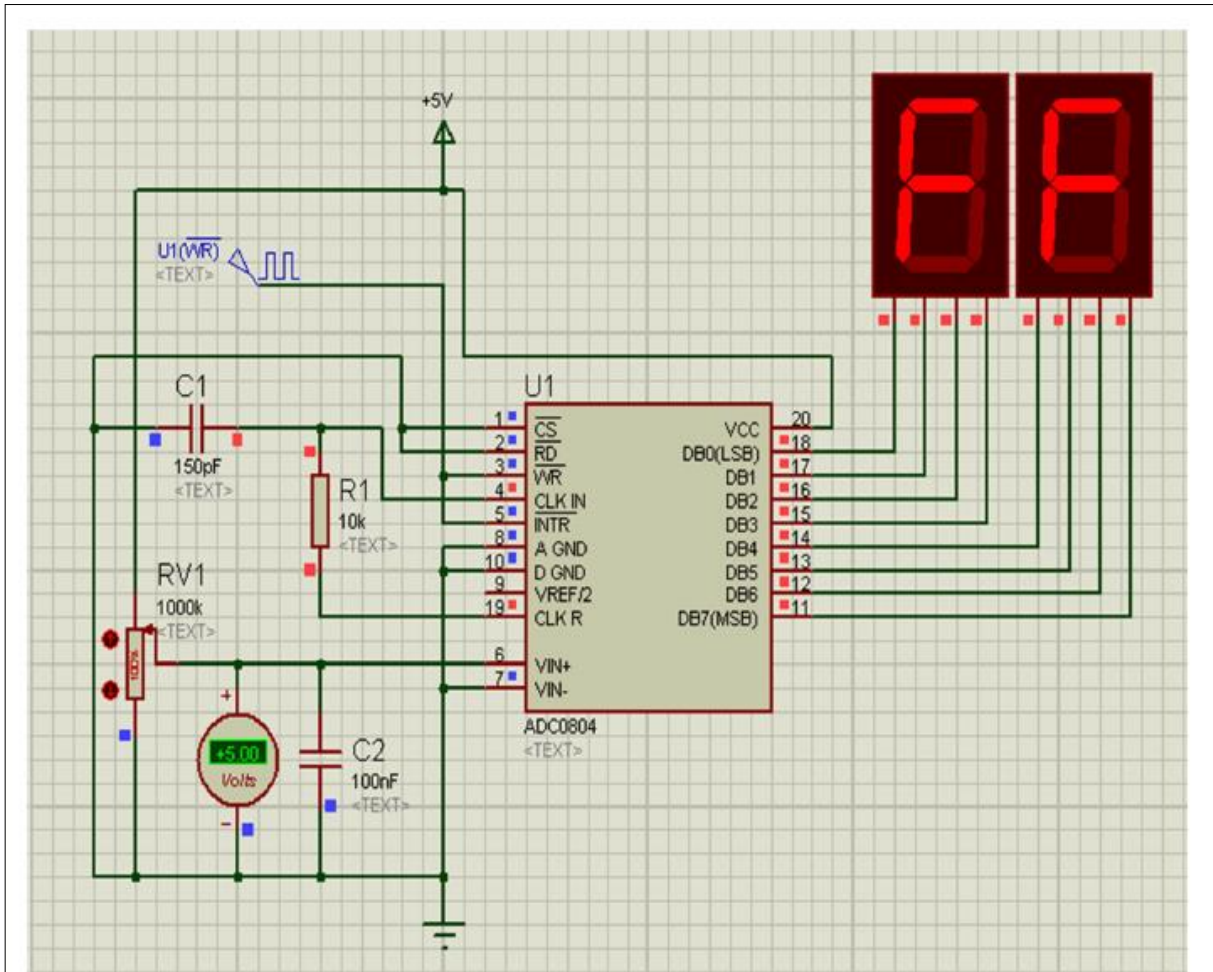 +5V
U1(WR)
<TEXT>
C1
150pF
<TEXT>
R1
10k
<TEXT>
RV1
1000k
<TEXT>
100%
+5.00
Volts
+
−
C2
100nF
<TEXT>
U1
1 CS
2 RD
3 WR
4 CLK IN
5 INTR
8 A GND
10 D GND
9 VREF/2
19 CLK R
6 VIN+
7 VIN-
VCC 20
DB0(LSB) 18
DB1 17
DB2 16
DB3 15
DB4 14
DB5 13
DB6 12
DB7(MSB) 11
ADC0804
<TEXT>
FF